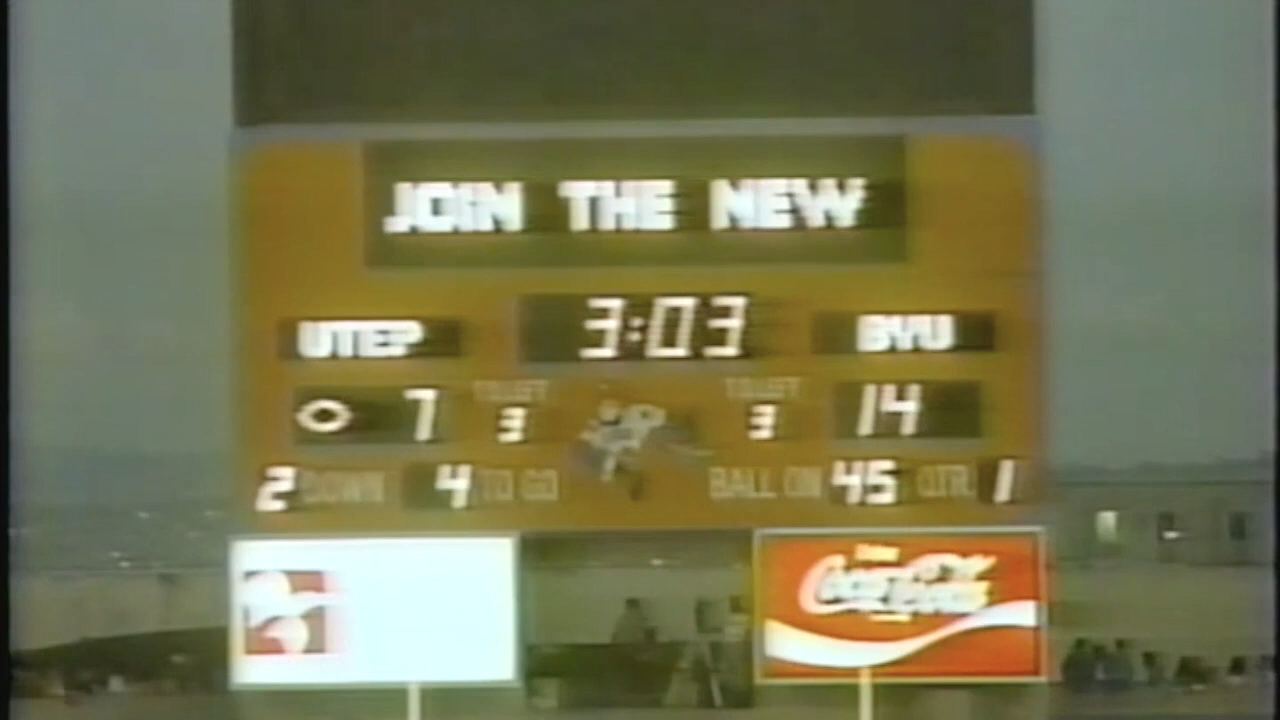 JOIN THE NEW
3:03
UTEP BYU
7 3 3 14
2 DOWN 4 TO GO BALL ON 45 QTR 1
Coca-Cola